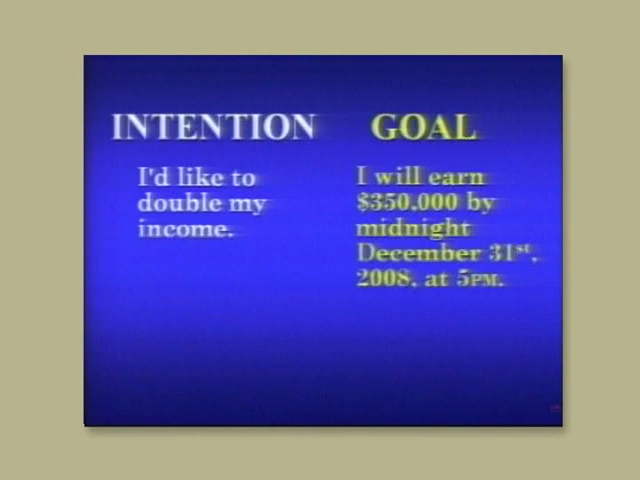 INTENTION
I'd like to
double my
income.
GOAL
I will earn
$350,000 by
midnight
December 31st,
2008, at 5PM.